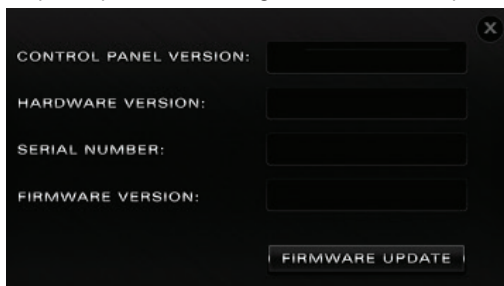 CONTROL PANEL VERSION:
HARDWARE VERSION:
SERIAL NUMBER:
FIRMWARE VERSION:
FIRMWARE UPDATE